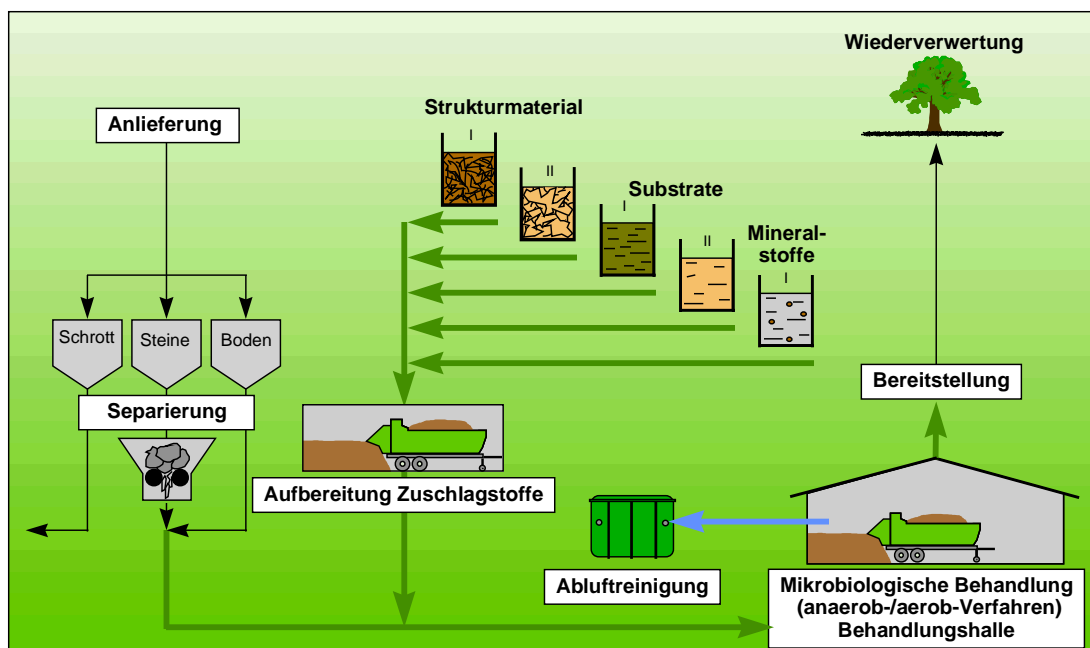 Wiederverwertung
Strukturmaterial
Anlieferung
I
II
Substrate
I
II
Mineral-
stoffe
I
Schrott
Steine
Boden
Separierung
Bereitstellung
Aufbereitung Zuschlagstoffe
Abluftreinigung
Mikrobiologische Behandlung
(anaerob-/aerob-Verfahren)
Behandlungshalle